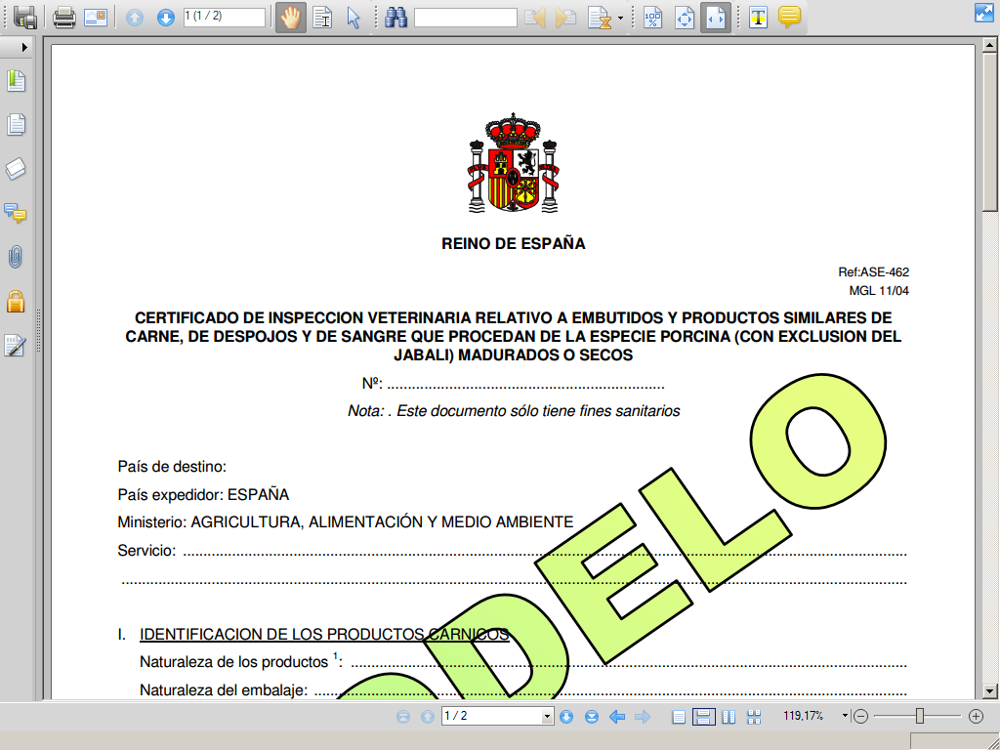 1 (1 / 2)
REINO DE ESPAÑA
Ref:ASE-462
MGL 11/04
CERTIFICADO DE INSPECCION VETERINARIA RELATIVO A EMBUTIDOS Y PRODUCTOS SIMILARES DE
CARNE, DE DESPOJOS Y DE SANGRE QUE PROCEDAN DE LA ESPECIE PORCINA (CON EXCLUSION DEL
JABALI) MADURADOS O SECOS
Nº: ...................................................................
Nota: . Este documento sólo tiene fines sanitarios
País de destino:
País expedidor: ESPAÑA
Ministerio: AGRICULTURA, ALIMENTACIÓN Y MEDIO AMBIENTE
Servicio: ................................................................................
................................................................................
I. IDENTIFICACION DE LOS PRODUCTOS CARNICOS
Naturaleza de los productos ¹: ................................................................................
Naturaleza del embalaje: ................................................................................
ODELO
1 / 2
119,17%